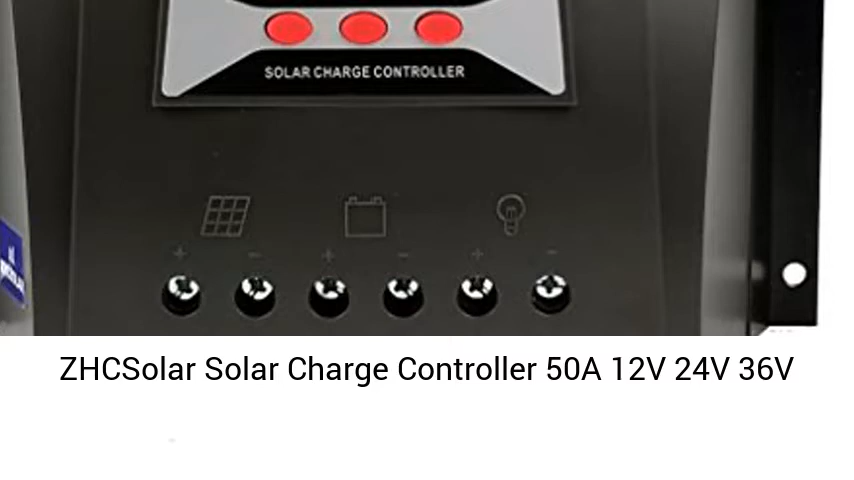 SOLAR CHARGE CONTROLLER
+ - + - + -
ZHCSolar Solar Charge Controller 50A 12V 24V 36V